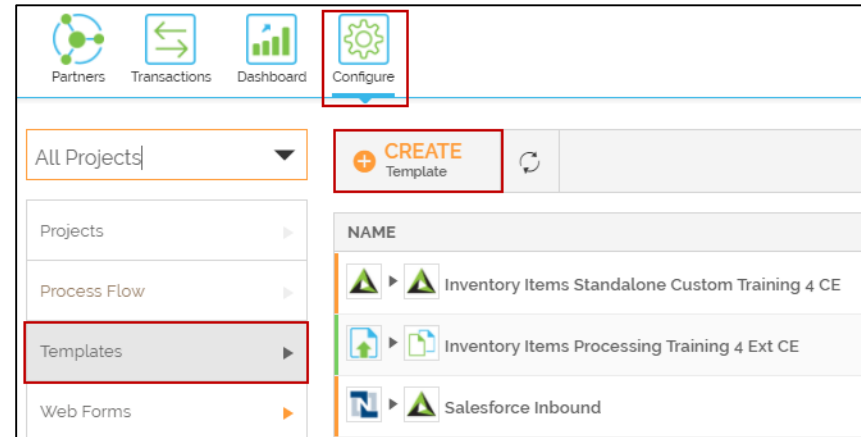 Partners Transactions Dashboard Configure
All Projects
CREATE
Template
Projects
NAME
Process Flow
Inventory Items Standalone Custom Training 4 CE
Templates
Inventory Items Processing Training 4 Ext CE
Web Forms
Salesforce Inbound